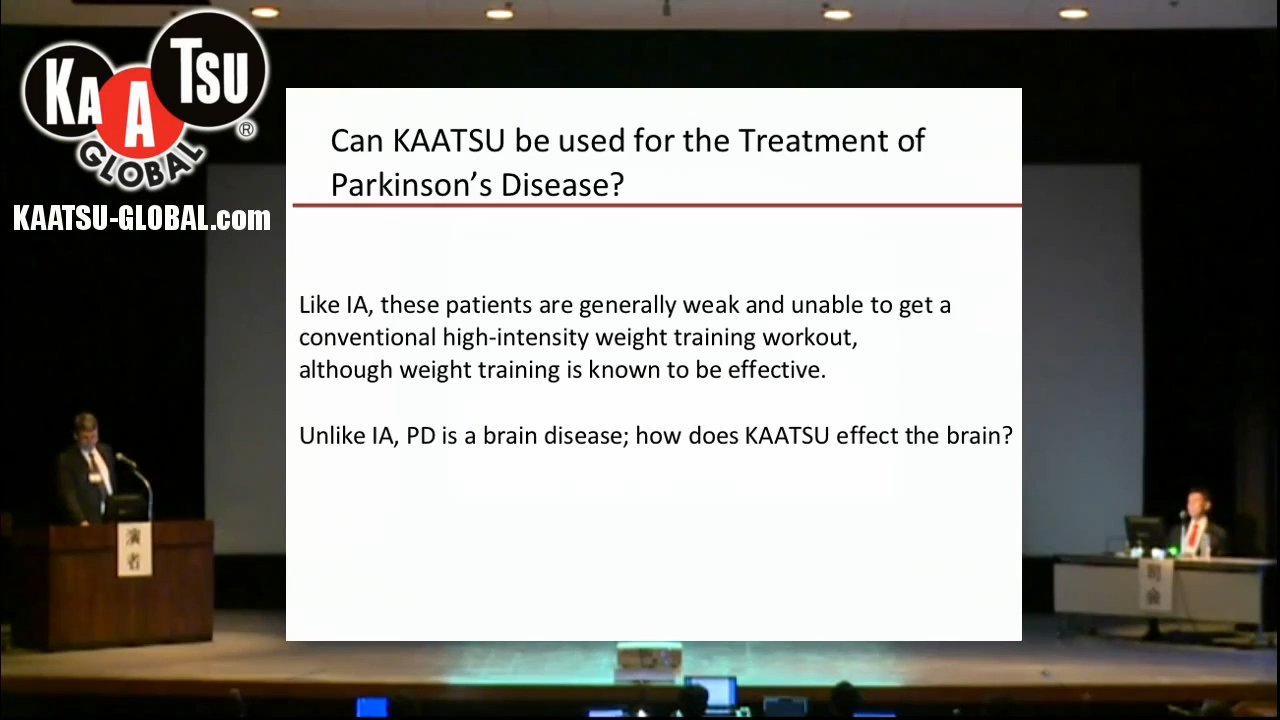 KAATSU
GLOBAL
®
KAATSU-GLOBAL.com
Can KAATSU be used for the Treatment of
Parkinson’s Disease?
Like IA, these patients are generally weak and unable to get a
conventional high-intensity weight training workout,
although weight training is known to be effective.
Unlike IA, PD is a brain disease; how does KAATSU effect the brain?
演者
司会